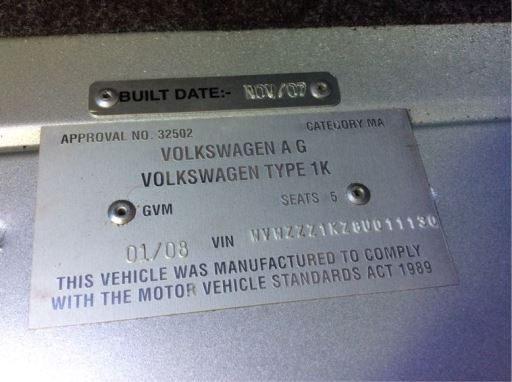 BUILT DATE:- NOV/07
APPROVAL NO. 32502 CATEGORY MA
VOLKSWAGEN A G
VOLKSWAGEN TYPE 1K
GVM SEATS 5
01/08 VIN
THIS VEHICLE WAS MANUFACTURED TO COMPLY
WITH THE MOTOR VEHICLE STANDARDS ACT 1989